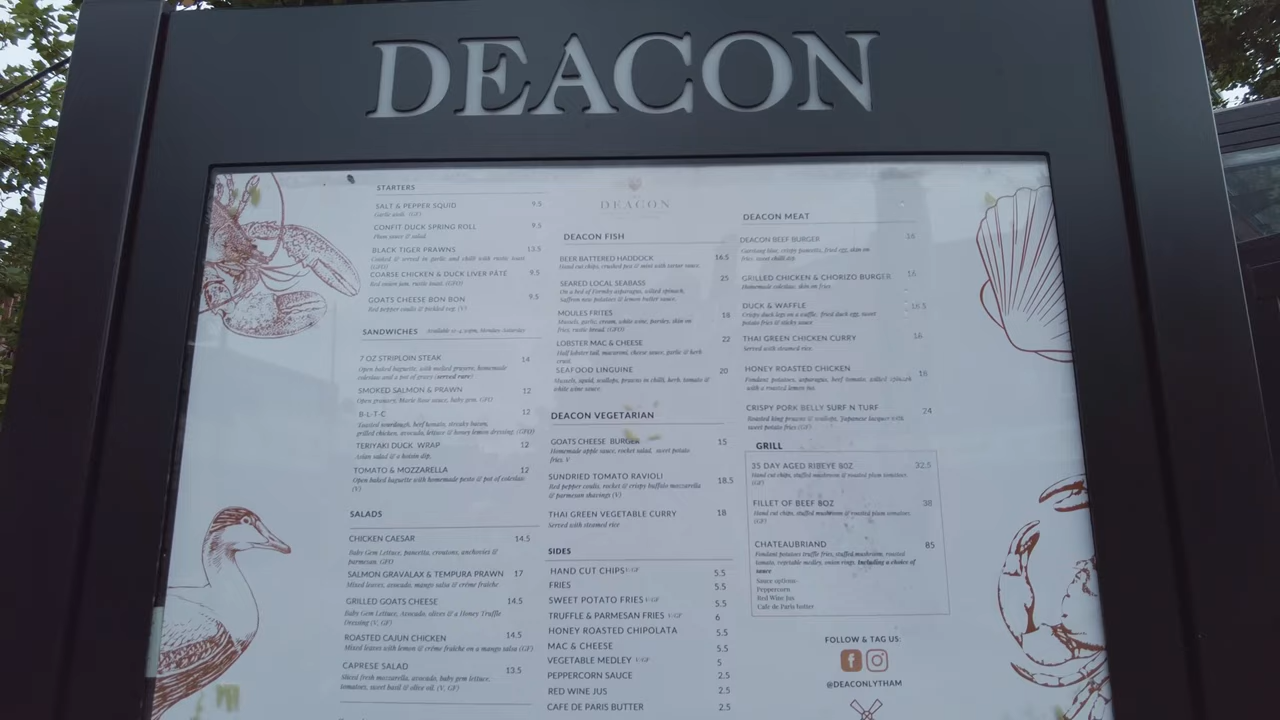 DEACON
STARTERS
SALT & PEPPER SQUID 9.5
Garlic aioli. (GF)
CONFIT DUCK SPRING ROLL 9.5
Plum sauce & salad.
BLACK TIGER PRAWNS 13.5
Cooked & served in garlic and chilli with rustic toast.
(GFO)
COARSE CHICKEN & DUCK LIVER PÂTÉ 9.5
Red onion jam, rustic toast. (GFO)
GOATS CHEESE BON BON 9.5
Red pepper coulis & pickled veg. (V)
SANDWICHES Available 12-4:30pm, Monday-Saturday
7 OZ STRIPLOIN STEAK 14
Open baked baguette, with melted gruyere, homemade
coleslaw and a pot of gravy (served rare)
SMOKED SALMON & PRAWN 12
Open granary, Marie Rose sauce, baby gem. GFO
B-L-T-C 12
Toasted sourdough, beef tomato, streaky bacon,
grilled chicken, avocado, lettuce & honey lemon dressing. (GFO)
TERIYAKI DUCK WRAP 12
Asian salad & a hoisin dip.
TOMATO & MOZZARELLA 12
Open baked baguette with homemade pesto & pot of coleslaw
(V)
SALADS
CHICKEN CAESAR 14.5
Baby Gem Lettuce, pancetta, croutons, anchovies &
parmesan. GFO
SALMON GRAVALAX & TEMPURA PRAWN 17
Mixed leaves, avocado, mango salsa & crème fraiche
GRILLED GOATS CHEESE 14.5
Baby Gem Lettuce, Avocado, olives & a Honey Truffle
Dressing (V, GF)
ROASTED CAJUN CHICKEN 14.5
Mixed leaves with lemon & crème fraiche on a mango salsa (GF)
CAPRESE SALAD 13.5
Sliced fresh mozzarella, avocado, baby gem lettuce,
tomatoes, sweet basil & olive oil. (V, GF)
DEACON
DEACON FISH
BEER BATTERED HADDOCK 16.5
Hand cut chips, crushed pea & mint with tartar sauce.
SEARED LOCAL SEABASS 25
On a bed of Formby asparagus, wilted spinach,
Saffron new potatoes & lemon butter sauce.
MOULES FRITES 18
Mussels, garlic, cream, white wine, parsley, skin on
fries, rustic bread. (GFO)
LOBSTER MAC & CHEESE 22
Half lobster tail, macaroni, cheese sauce, garlic & herb
crust.
SEAFOOD LINGUINE 20
Mussels, squid, scallops, prawns in chilli, herb, tomato &
white wine sauce.
DEACON VEGETARIAN
GOATS CHEESE BURGER 15
Homemade apple sauce, rocket salad, sweet potato
fries. V
SUNDRIED TOMATO RAVIOLI 18.5
Red pepper coulis, rocket & crispy buffalo mozzarella
& parmesan shavings (V)
THAI GREEN VEGETABLE CURRY 18
Served with steamed rice
SIDES
HAND CUT CHIPS V/GF 5.5
FRIES 5.5
SWEET POTATO FRIES V/GF 5.5
TRUFFLE & PARMESAN FRIES V/GF 6
HONEY ROASTED CHIPOLATA 5.5
MAC & CHEESE 5.5
VEGETABLE MEDLEY V/GF 5
PEPPERCORN SAUCE 2.5
RED WINE JUS 2.5
CAFE DE PARIS BUTTER 2.5
DEACON MEAT
DEACON BEEF BURGER 16
Garstang blue, crispy pancetta, fried egg, skin on
fries, sweet chilli dip
GRILLED CHICKEN & CHORIZO BURGER 16
Homemade coleslaw, skin on fries
DUCK & WAFFLE 16.5
Crispy duck legs on a waffle, fried duck egg, sweet
potato fries & sticky sauce
THAI GREEN CHICKEN CURRY 18
Served with steamed rice.
HONEY ROASTED CHICKEN 18
Fondant potatoes, asparagus, beef tomato, wilted spinach
with a roasted lemon jus.
CRISPY PORK BELLY SURF N TURF 24
Roasted king prawns & scallops, Japanese lacquer with
sweet potato fries (GF)
GRILL
35 DAY AGED RIBEYE 8OZ 32.5
Hand cut chips, stuffed mushroom & roasted plum tomatoes.
(GF)
FILLET OF BEEF 8OZ 38
Hand cut chips, stuffed mushroom & roasted plum tomatoes.
(GF)
CHATEAUBRIAND 85
Fondant potatoes truffle fries, stuffed mushroom, roasted
tomato, vegetable medley, onion rings. Including a choice of
sauce
Sauce options:
Peppercorn
Red Wine Jus
Cafe de Paris butter
FOLLOW & TAG US:
@DEACONLYTHAM